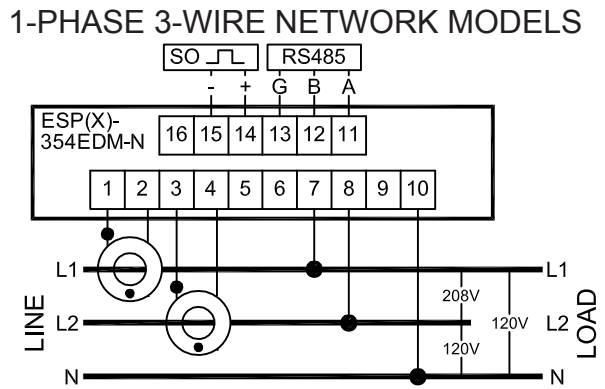 1-PHASE 3-WIRE NETWORK MODELS
SO RS485
- + G B A
ESP(X)-
354EDM-N
16 15 14 13 12 11
1 2 3 4 5 6 7 8 9 10
L1 L1
208V
LINE L2 120V L2 LOAD
120V
N N